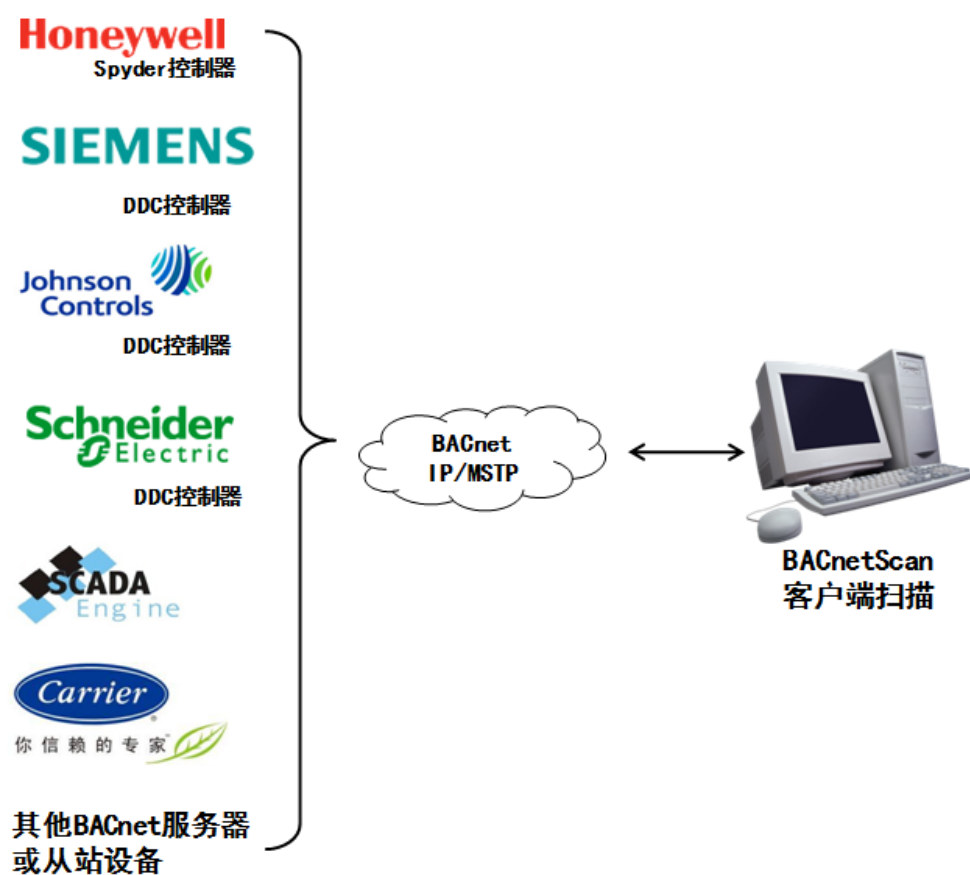 Honeywell
Spyder控制器
SIEMENS
DDC控制器
Johnson
Controls
DDC控制器
Schneider
Electric
DDC控制器
SCADA
Engine
Carrier
你信赖的专家
其他BACnet服务器
或从站设备
BACnet
IP/MSTP
BACnetScan
客户端扫描